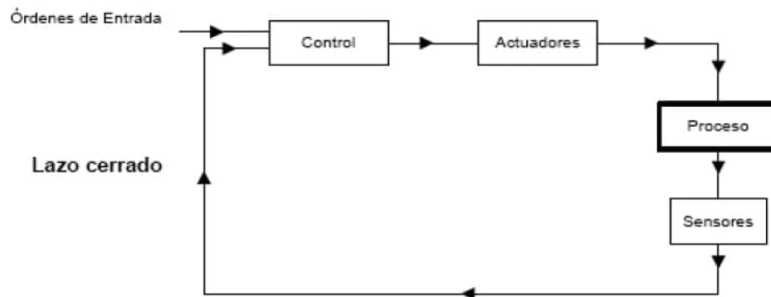 Órdenes de Entrada
Control
Actuadores
Proceso
Lazo cerrado
Sensores